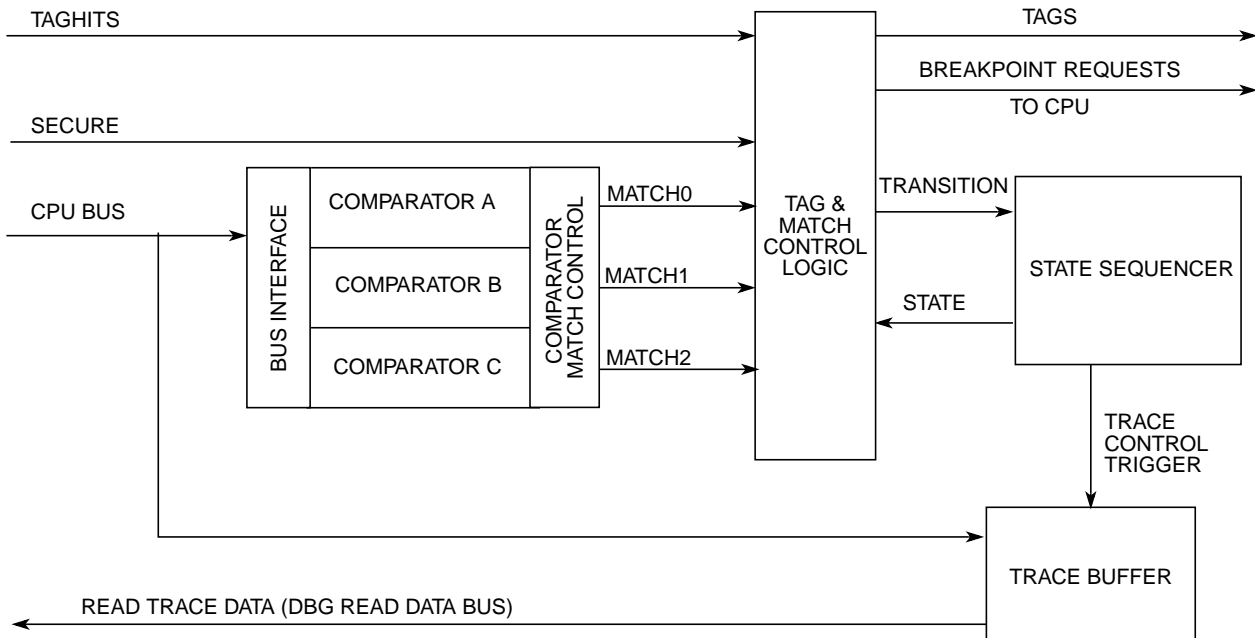 TAGHITS
TAGS
BREAKPOINT REQUESTS
TO CPU
SECURE
CPU BUS
BUS INTERFACE
COMPARATOR A
COMPARATOR B
COMPARATOR C
COMPARATOR
MATCH CONTROL
MATCH0
MATCH1
MATCH2
TAG &
MATCH
CONTROL
LOGIC
TRANSITION
STATE
STATE SEQUENCER
TRACE
CONTROL
TRIGGER
TRACE BUFFER
READ TRACE DATA (DBG READ DATA BUS)